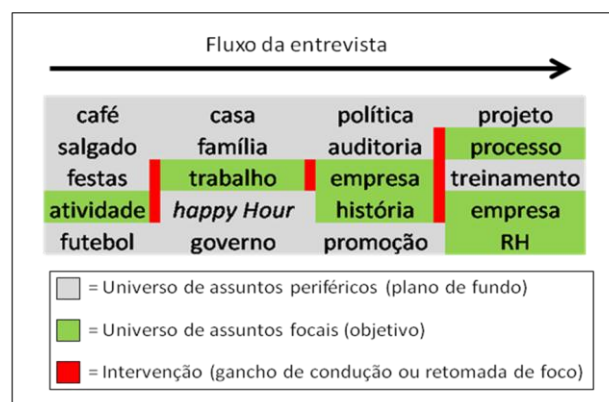 Fluxo da entrevista
café casa política projeto
salgado família auditoria processo
festas trabalho empresa treinamento
atividade happy Hour história empresa
futebol governo promoção RH
= Universo de assuntos periféricos (plano de fundo)
= Universo de assuntos focais (objetivo)
= Intervenção (gancho de condução ou retomada de foco)